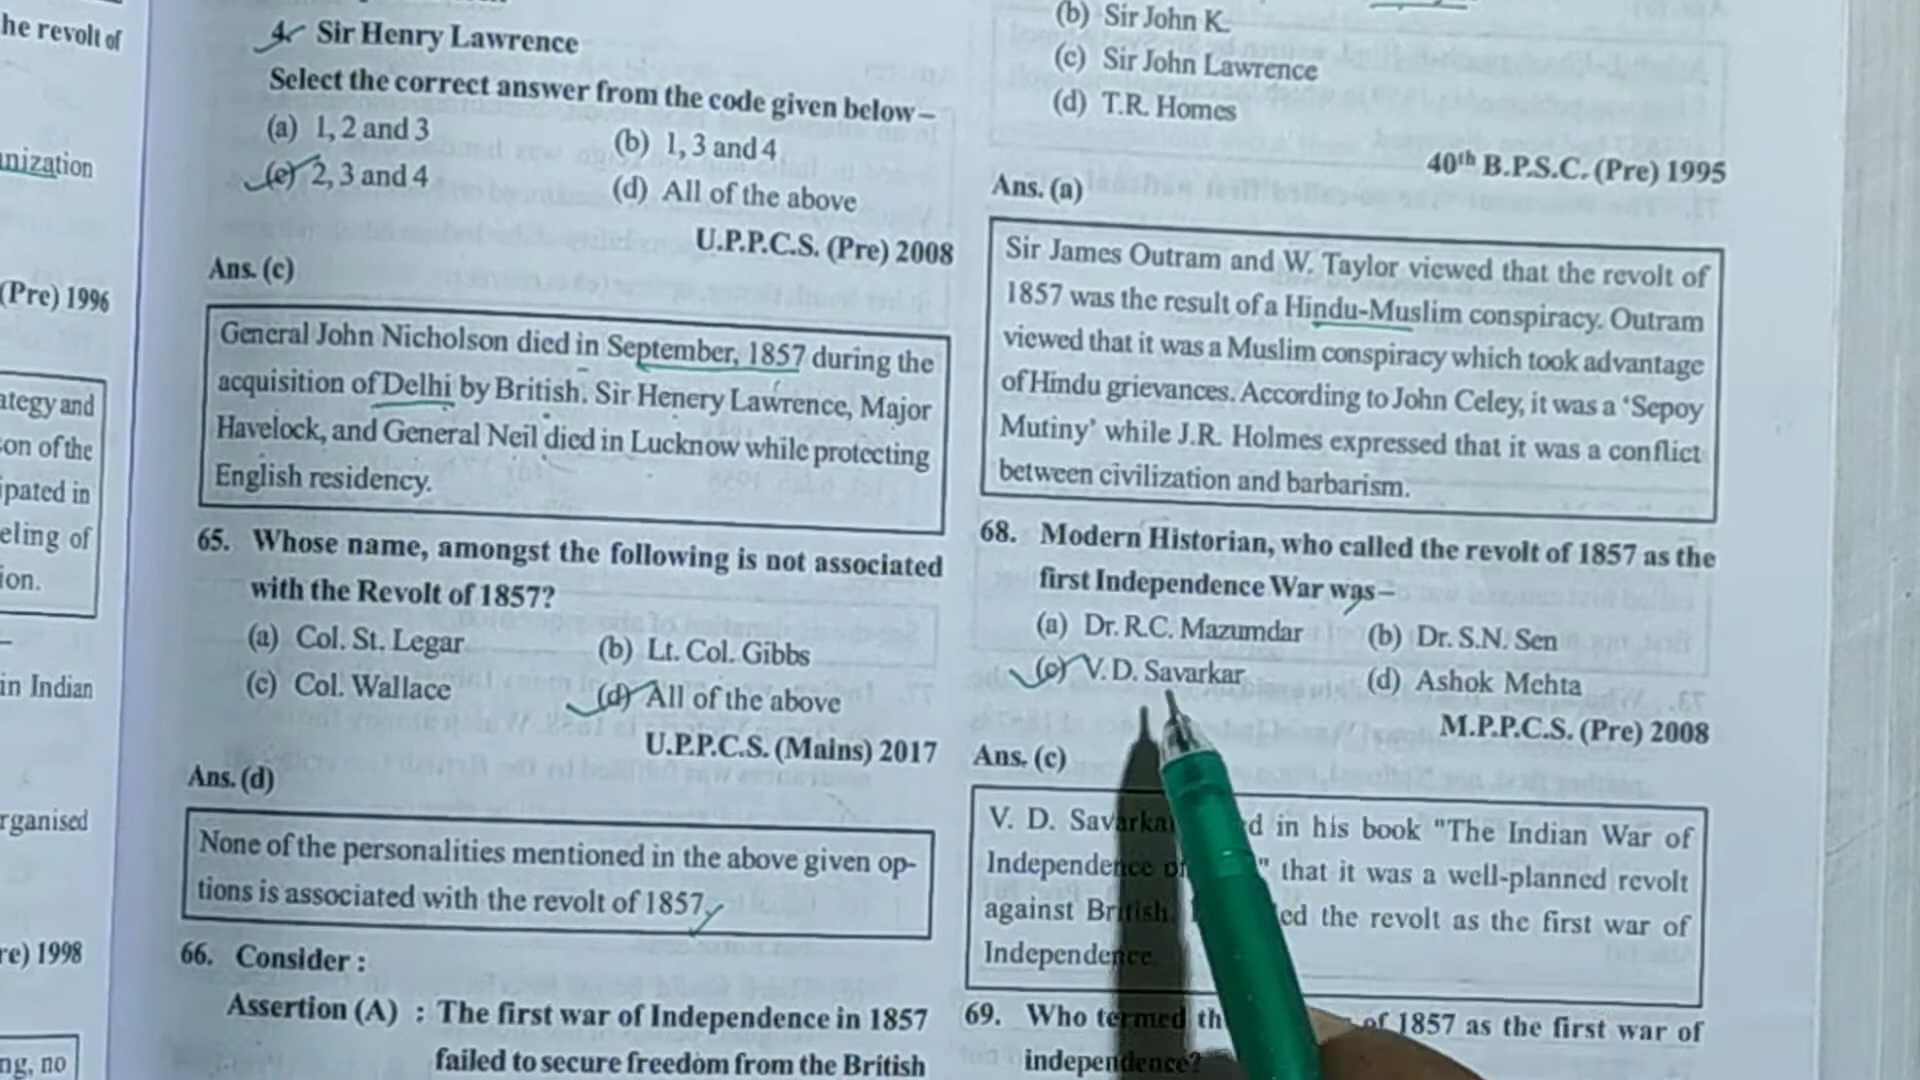 he revolt of
nization
(Pre) 1996
ategy and
on of the
ipated in
eling of
ion.
in Indian
rganised
re) 1998
ng, no
4. Sir Henry Lawrence
Select the correct answer from the code given below –
(a) 1, 2 and 3
(b) 1, 3 and 4
(c) 2, 3 and 4
(d) All of the above
U.P.P.C.S. (Pre) 2008
Ans. (c)
General John Nicholson died in September, 1857 during the
acquisition of Delhi by British. Sir Henery Lawrence, Major
Havelock, and General Neil died in Lucknow while protecting
English residency.
65. Whose name, amongst the following is not associated
with the Revolt of 1857?
(a) Col. St. Legar
(b) Lt. Col. Gibbs
(c) Col. Wallace
(d) All of the above
U.P.P.C.S. (Mains) 2017
Ans. (d)
None of the personalities mentioned in the above given op-
tions is associated with the revolt of 1857.
66. Consider :
Assertion (A) : The first war of Independence in 1857
failed to secure freedom from the British
(b) Sir John K.
(c) Sir John Lawrence
(d) T.R. Homes
40th B.P.S.C. (Pre) 1995
Ans. (a)
Sir James Outram and W. Taylor viewed that the revolt of
1857 was the result of a Hindu-Muslim conspiracy. Outram
viewed that it was a Muslim conspiracy which took advantage
of Hindu grievances. According to John Celey, it was a 'Sepoy
Mutiny' while J.R. Holmes expressed that it was a conflict
between civilization and barbarism.
68. Modern Historian, who called the revolt of 1857 as the
first Independence War was–
(a) Dr. R.C. Mazumdar
(b) Dr. S.N. Sen
(c) V. D. Savarkar
(d) Ashok Mehta
M.P.P.C.S. (Pre) 2008
Ans. (c)
V. D. Savarkar in his book "The Indian War of
Independence " that it was a well-planned revolt
against British. the revolt as the first war of
Independence
69. Who termed of 1857 as the first war of
independence?